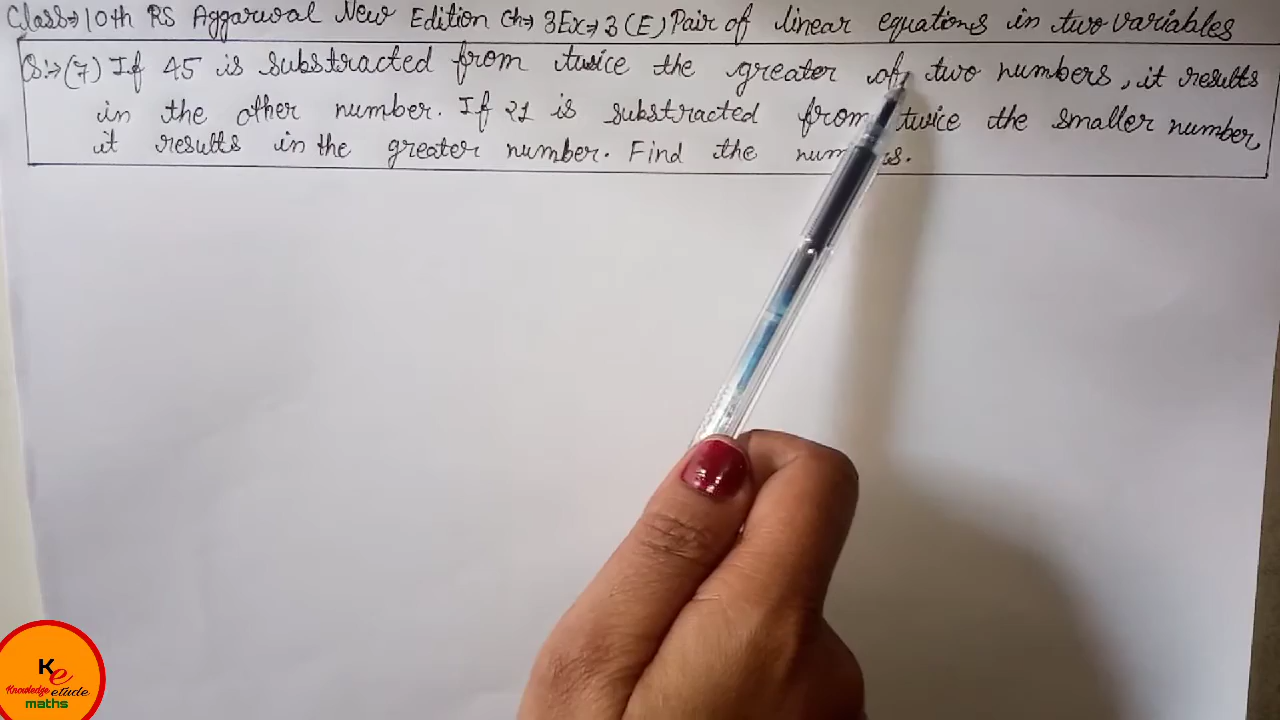 Class→10th RS Aggarwal New Edition Ch→ 3 Ex→ 3 (E) Pair of linear equations in two variables
Q:→(7) If 45 is substracted from twice the greater of two numbers, it results
in the other number. If 21 is substracted from twice the smaller number,
it results in the greater number. Find the
Ke
Knowledge etude
maths